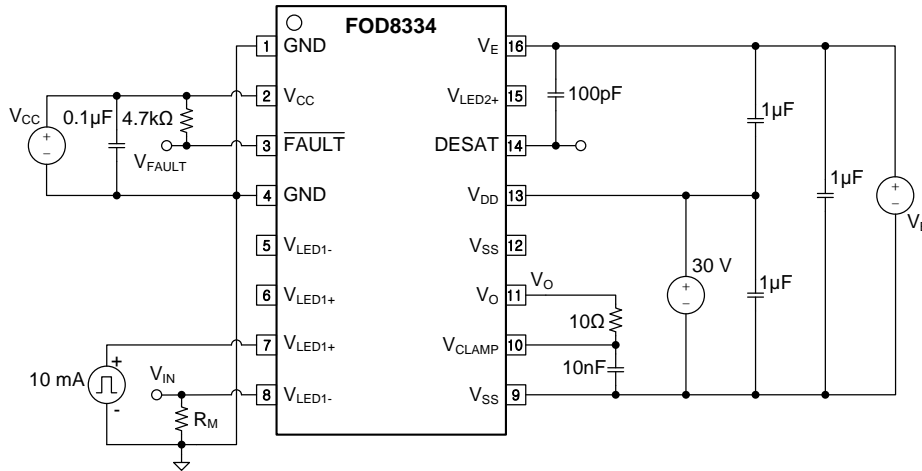 FOD8334
1 GND
2 VCC
3 FAULT
4 GND
5 VLED1-
6 VLED1+
7 VLED1+
8 VLED1-
VE 16
VLED2+ 15
DESAT 14
VDD 13
VSS 12
VO 11
VCLAMP 10
VSS 9
VCC
+
-
0.1µF
4.7kΩ
VFAULT
10 mA
+
-
VIN
RM
100pF
1µF
1µF
1µF
30 V
+
-
VO
10Ω
10nF
+
-